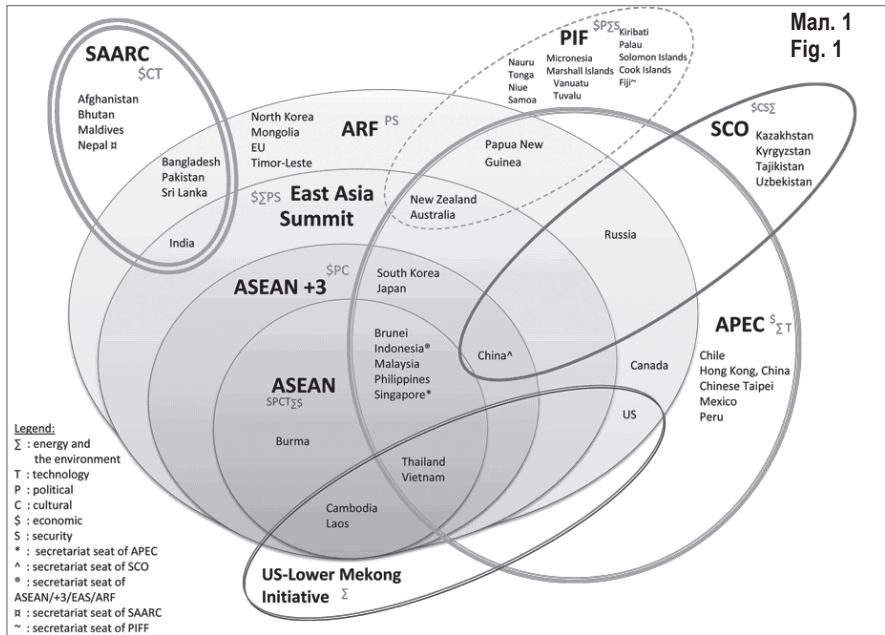 Мал. 1
Fig. 1
SAARC
$CT
Afghanistan
Bhutan
Maldives
Nepal ¤
Bangladesh
Pakistan
Sri Lanka
India
PIF $PΣS
Nauru
Tonga
Niue
Samoa
Micronesia
Marshall Islands
Vanuatu
Tuvalu
Kiribati
Palau
Solomon Islands
Cook Islands
Fiji~
North Korea
Mongolia
EU
Timor-Leste
ARF PS
Papua New
Guinea
SCO $CSΣ
Kazakhstan
Kyrgyzstan
Tajikistan
Uzbekistan
$ΣPS East Asia
Summit
New Zealand
Australia
Russia
ASEAN +3 $PC
South Korea
Japan
Brunei
Indonesia®
Malaysia
Philippines
Singapore*
China^
Canada
APEC $ΣT
Chile
Hong Kong, China
Chinese Taipei
Mexico
Peru
ASEAN
SPCTΣ$
Burma
US
Thailand
Vietnam
Cambodia
Laos
US-Lower Mekong
Initiative Σ
Legend:
Σ : energy and
the environment
T : technology
P : political
C : cultural
$ : economic
S : security
* : secretariat seat of APEC
^ : secretariat seat of SCO
® : secretariat seat of
ASEAN/+3/EAS/ARF
¤ : secretariat seat of SAARC
~ : secretariat seat of PIFF